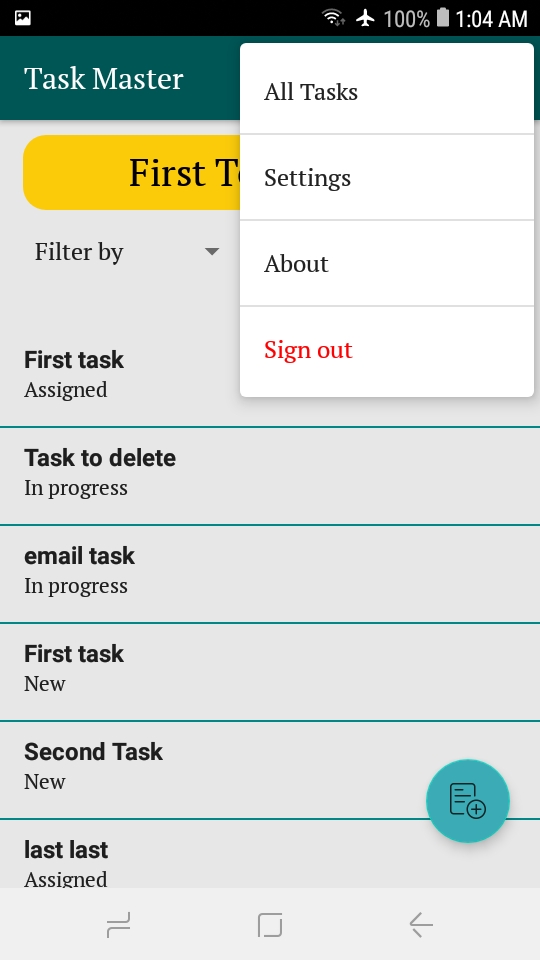 100% 1:04 AM
Task Master
All Tasks
First
Settings
Filter by
About
Sign out
First task
Assigned
Task to delete
In progress
email task
In progress
First task
New
Second Task
New
last last
Assigned